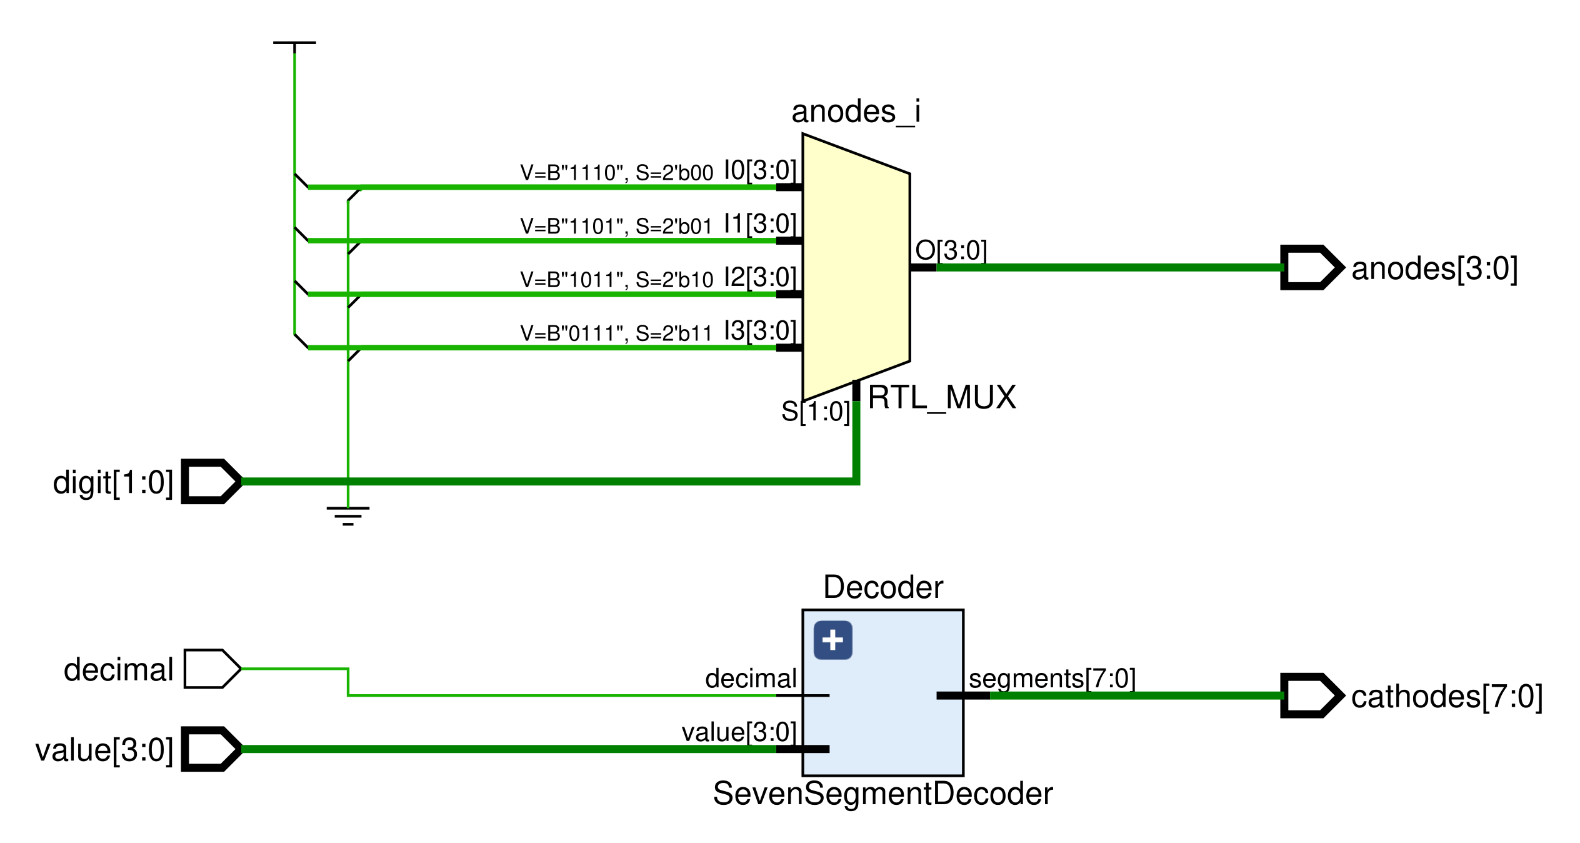 anodes_i
V=B"1110", S=2'b00 I0[3:0]
V=B"1101", S=2'b01 I1[3:0]
V=B"1011", S=2'b10 I2[3:0]
V=B"0111", S=2'b11 I3[3:0]
O[3:0]
anodes[3:0]
S[1:0]
RTL_MUX
digit[1:0]
Decoder
decimal
decimal
segments[7:0]
cathodes[7:0]
value[3:0]
value[3:0]
SevenSegmentDecoder